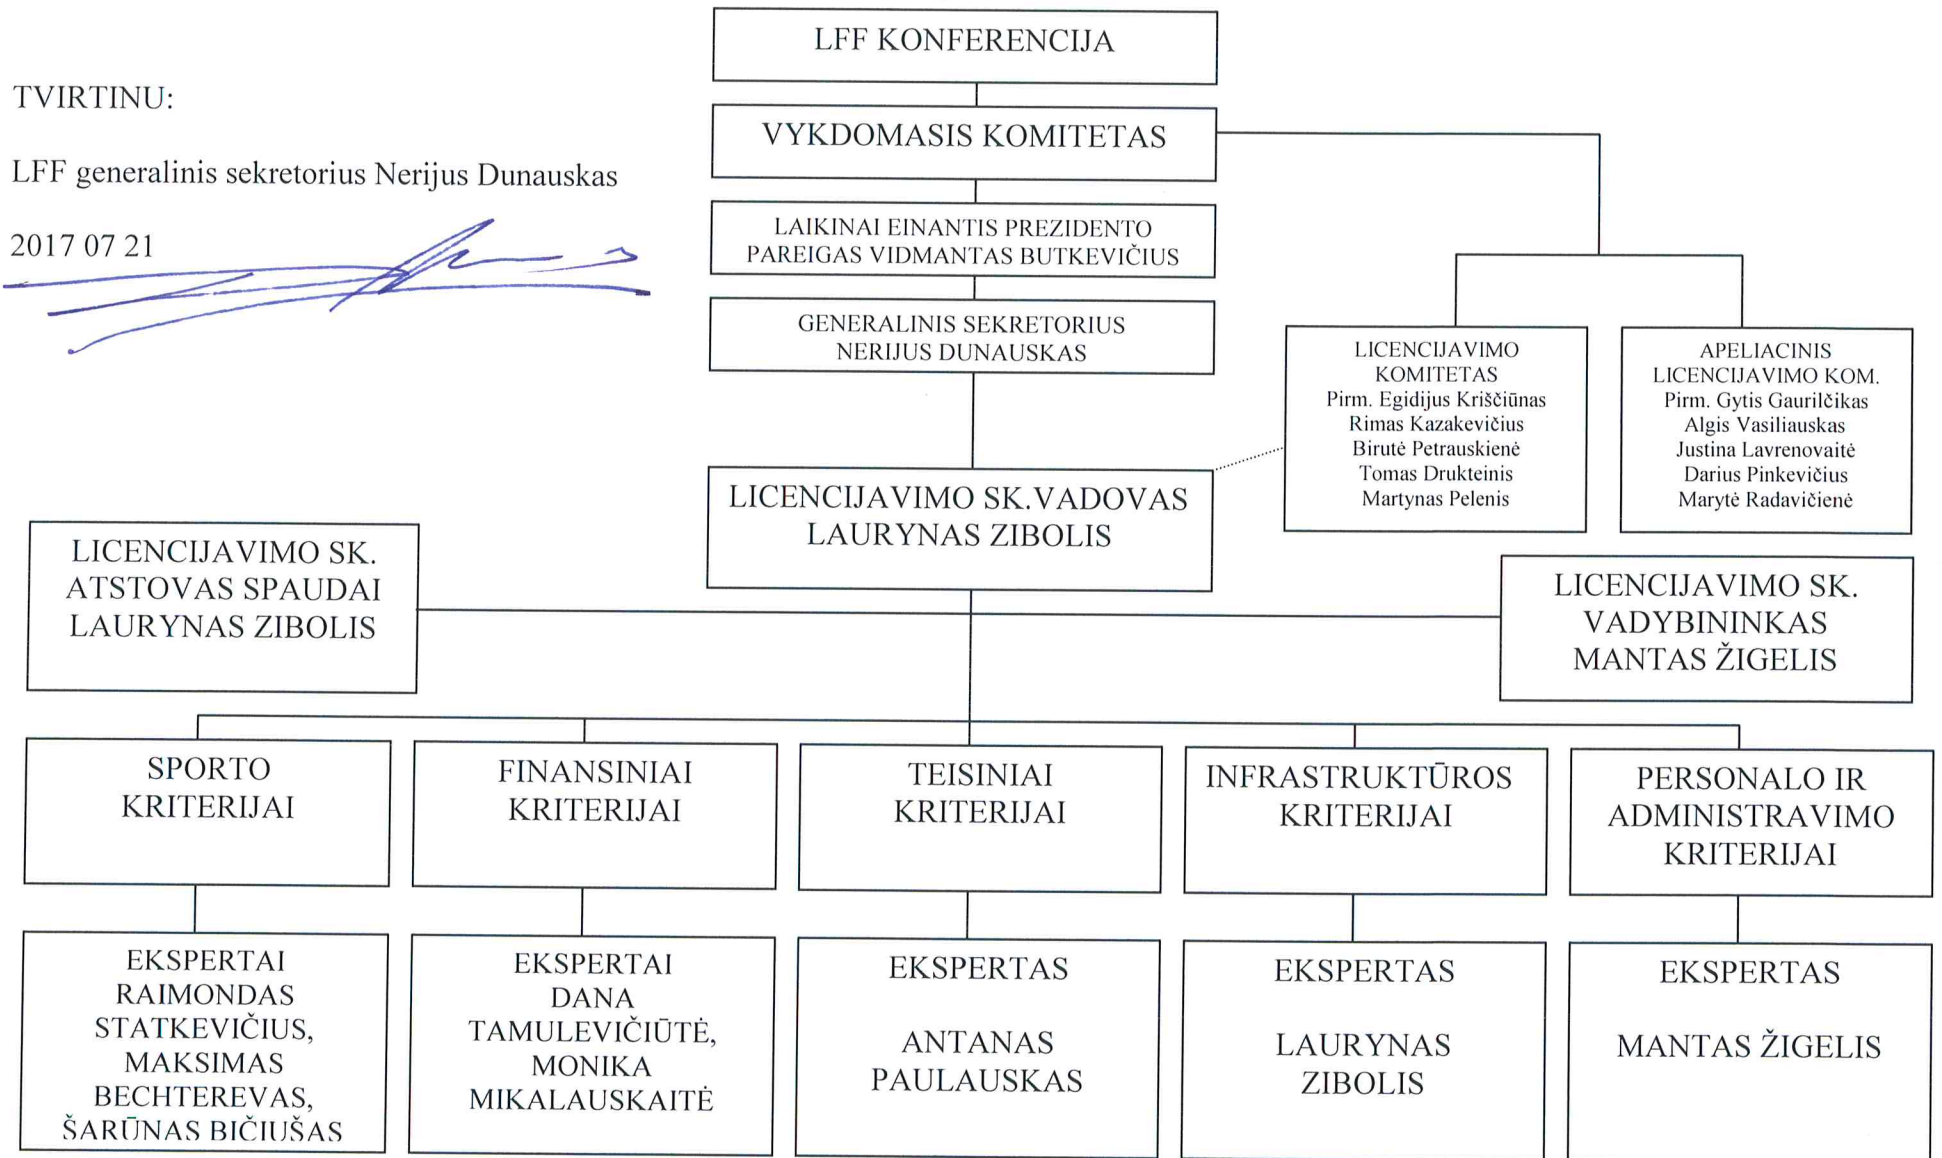 TVIRTINU:
LFF generalinis sekretorius Nerijus Dunauskas
2017 07 21
LFF KONFERENCIJA
VYKDOMASIS KOMITETAS
LAIKINAI EINANTIS PREZIDENTO
PAREIGAS VIDMANTAS BUTKEVIČIUS
GENERALINIS SEKRETORIUS
NERIJUS DUNAUSKAS
LICENCIJAVIMO
KOMITETAS
Pirm. Egidijus Kriščiūnas
Rimas Kazakevičius
Birutė Petrauskienė
Tomas Drukteinis
Martynas Pelenis
APELIACINIS
LICENCIJAVIMO KOM.
Pirm. Gytis Gaurilčikas
Algis Vasiliauskas
Justina Lavrenovaitė
Darius Pinkevičius
Marytė Radavičienė
LICENCIJAVIMO SK.VADOVAS
LAURYNAS ZIBOLIS
LICENCIJAVIMO SK.
ATSTOVAS SPAUDAI
LAURYNAS ZIBOLIS
LICENCIJAVIMO SK.
VADYBININKAS
MANTAS ŽIGELIS
SPORTO
KRITERIJAI
FINANSINIAI
KRITERIJAI
TEISINIAI
KRITERIJAI
INFRASTRUKTŪROS
KRITERIJAI
PERSONALO IR
ADMINISTRAVIMO
KRITERIJAI
EKSPERTAI
RAIMONDAS
STATKEVIČIUS,
MAKSIMAS
BECHTEREVAS,
ŠARŪNAS BIČIUŠAS
EKSPERTAI
DANA
TAMULEVIČIŪTĖ,
MONIKA
MIKALAUSKAITĖ
EKSPERTAS
ANTANAS
PAULAUSKAS
EKSPERTAS
LAURYNAS
ZIBOLIS
EKSPERTAS
MANTAS ŽIGELIS